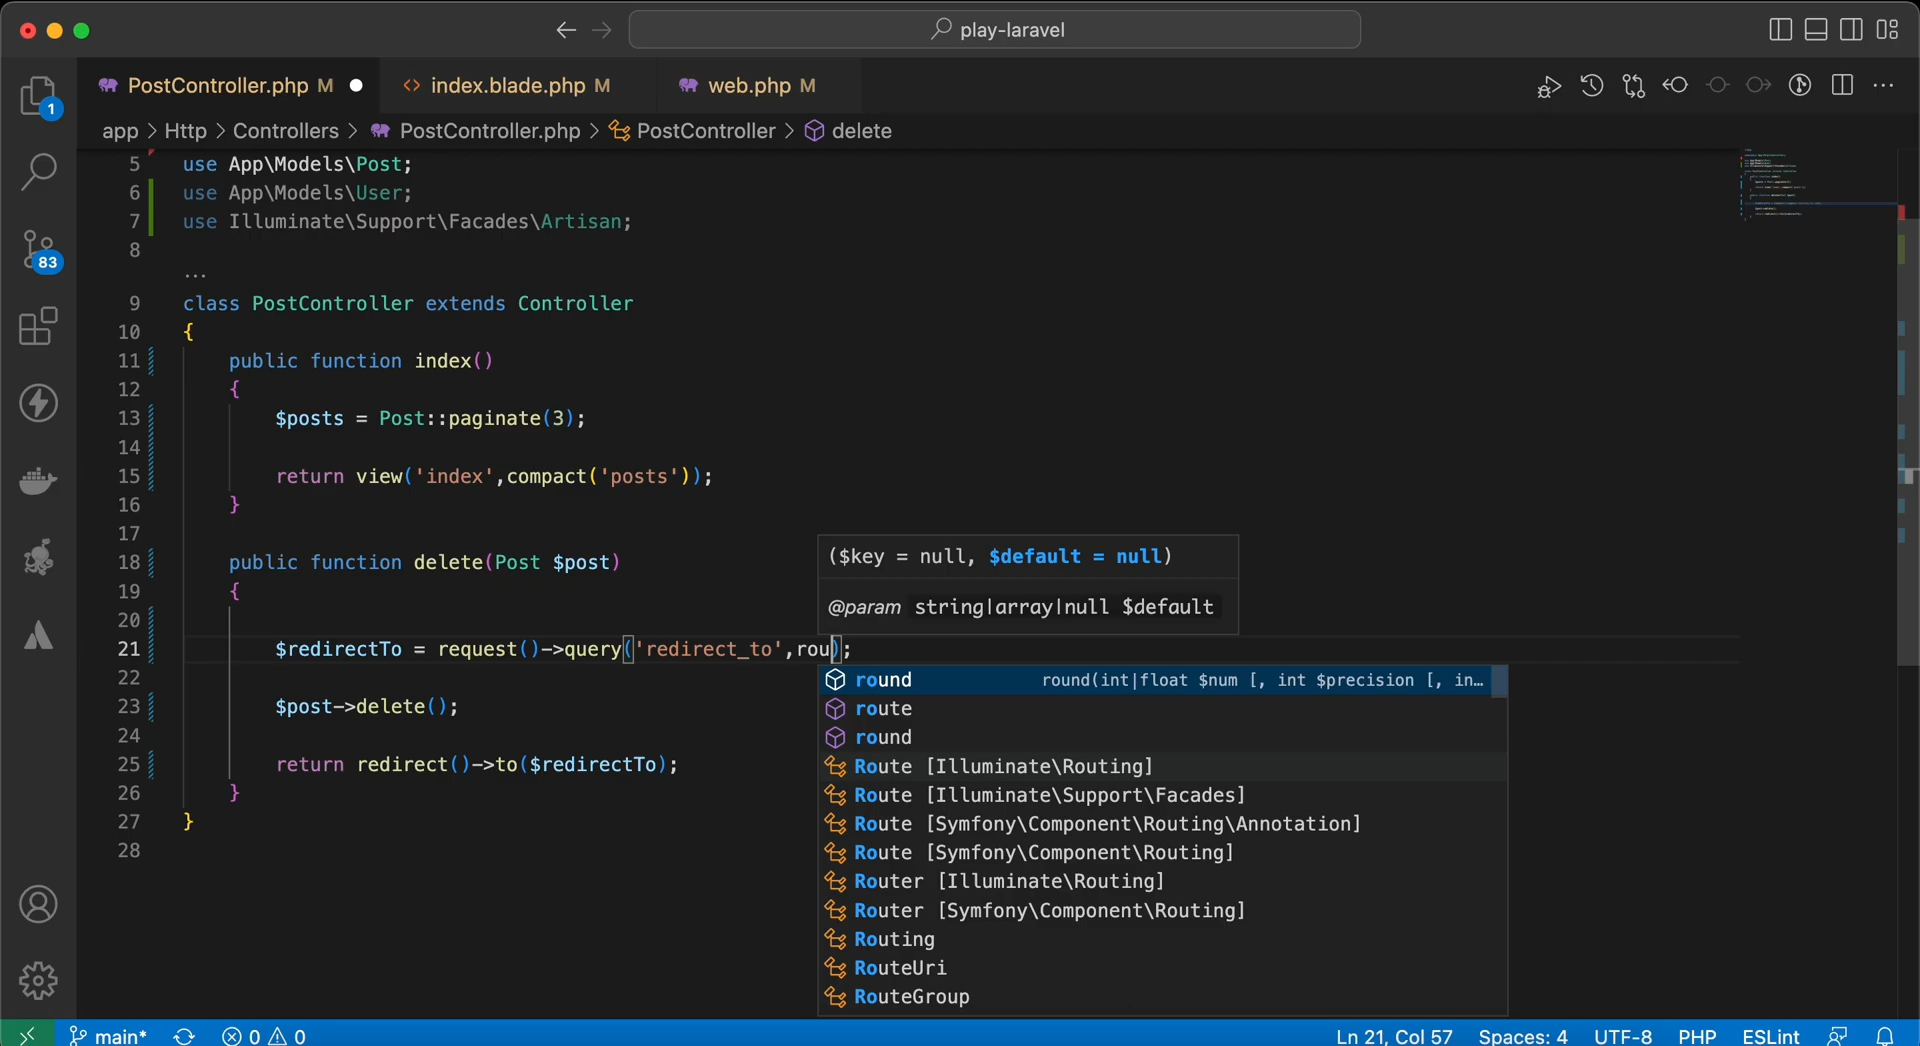 play-laravel
PostController.php M
index.blade.php M
web.php M
app > Http > Controllers > PostController.php > PostController > delete
1
83
5 use App\Models\Post;
6 use App\Models\User;
7 use Illuminate\Support\Facades\Artisan;
8
...
9 class PostController extends Controller
10 {
11 public function index()
12 {
13 $posts = Post::paginate(3);
14
15 return view('index',compact('posts'));
16 }
17
18 public function delete(Post $post)
19 {
20
21 $redirectTo = request()->query('redirect_to',rou);
22
23 $post->delete();
24
25 return redirect()->to($redirectTo);
26 }
27 }
28
($key = null, $default = null)
@param string|array|null $default
round round(int|float $num [, int $precision [, in…
route
round
Route [Illuminate\Routing]
Route [Illuminate\Support\Facades]
Route [Symfony\Component\Routing\Annotation]
Route [Symfony\Component\Routing]
Router [Illuminate\Routing]
Router [Symfony\Component\Routing]
Routing
RouteUri
RouteGroup
main* 0 0 Ln 21, Col 57 Spaces: 4 UTF-8 PHP ESLint